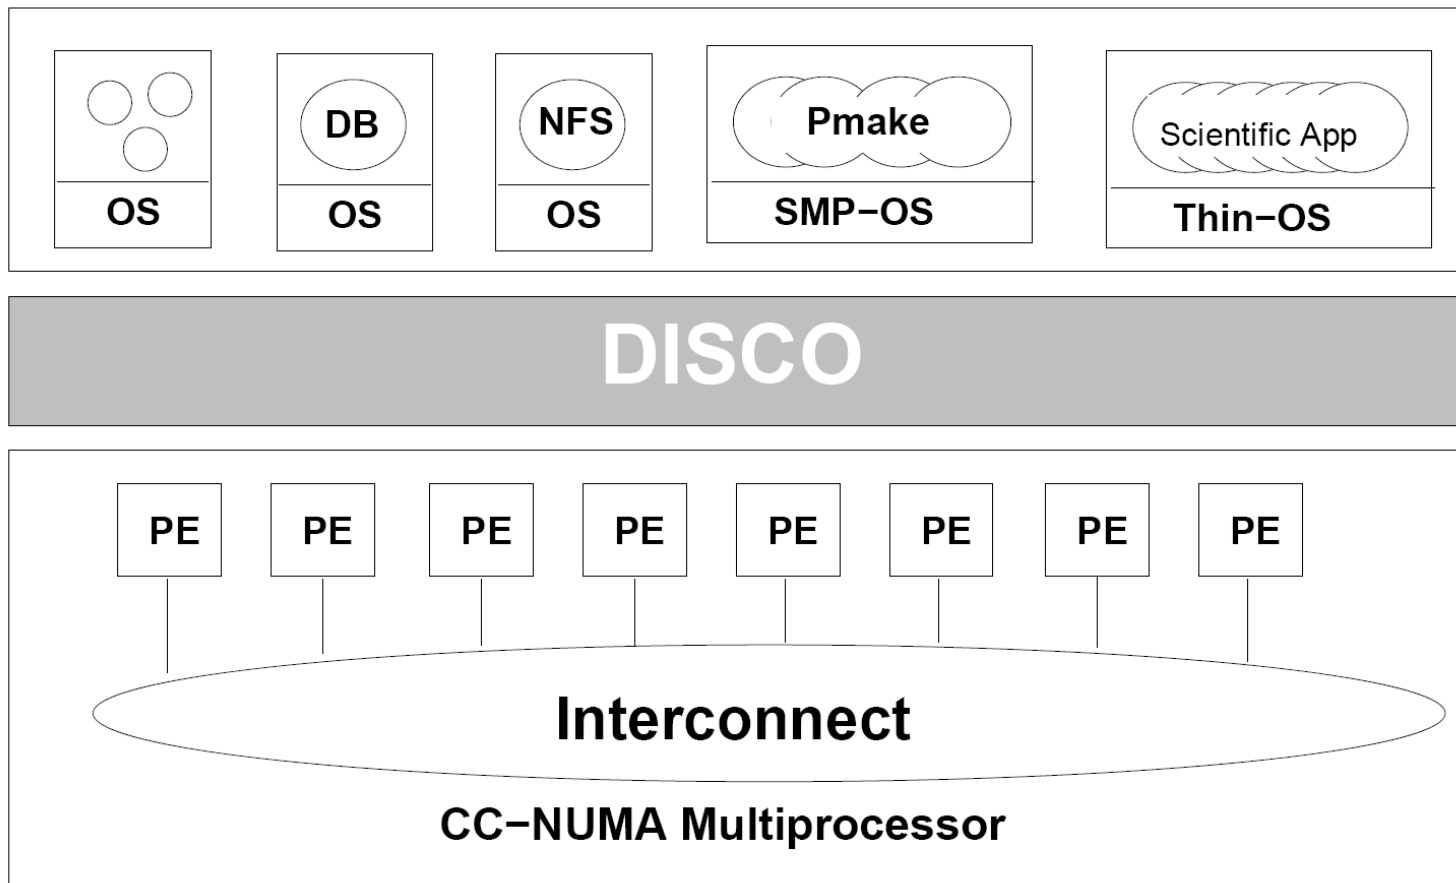 DB
NFS
Pmake
Scientific App
OS
OS
OS
SMP−OS
Thin−OS
DISCO
PE
PE
PE
PE
PE
PE
PE
PE
Interconnect
CC−NUMA Multiprocessor